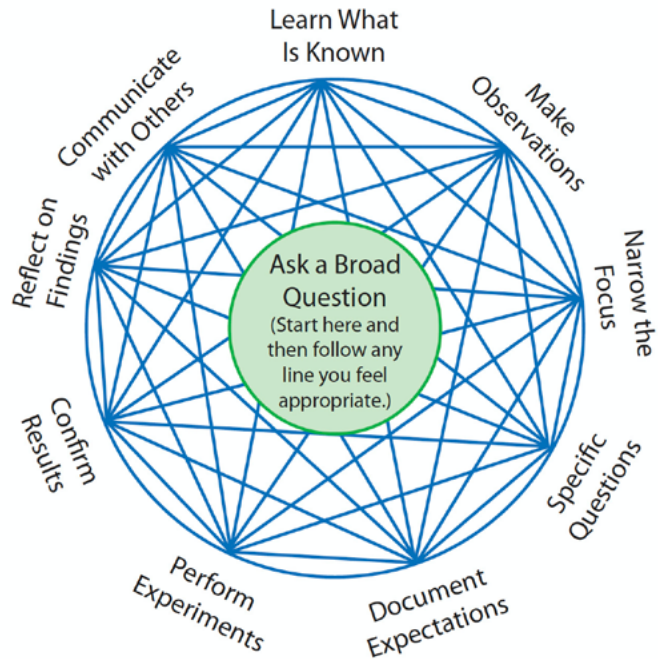 Learn What
Is Known
Make
Observations
Narrow the
Focus
Specific
Questions
Document
Expectations
Perform
Experiments
Confirm
Results
Reflect on
Findings
Communicate
with Others
Ask a Broad
Question
(Start here and
then follow any
line you feel
appropriate.)